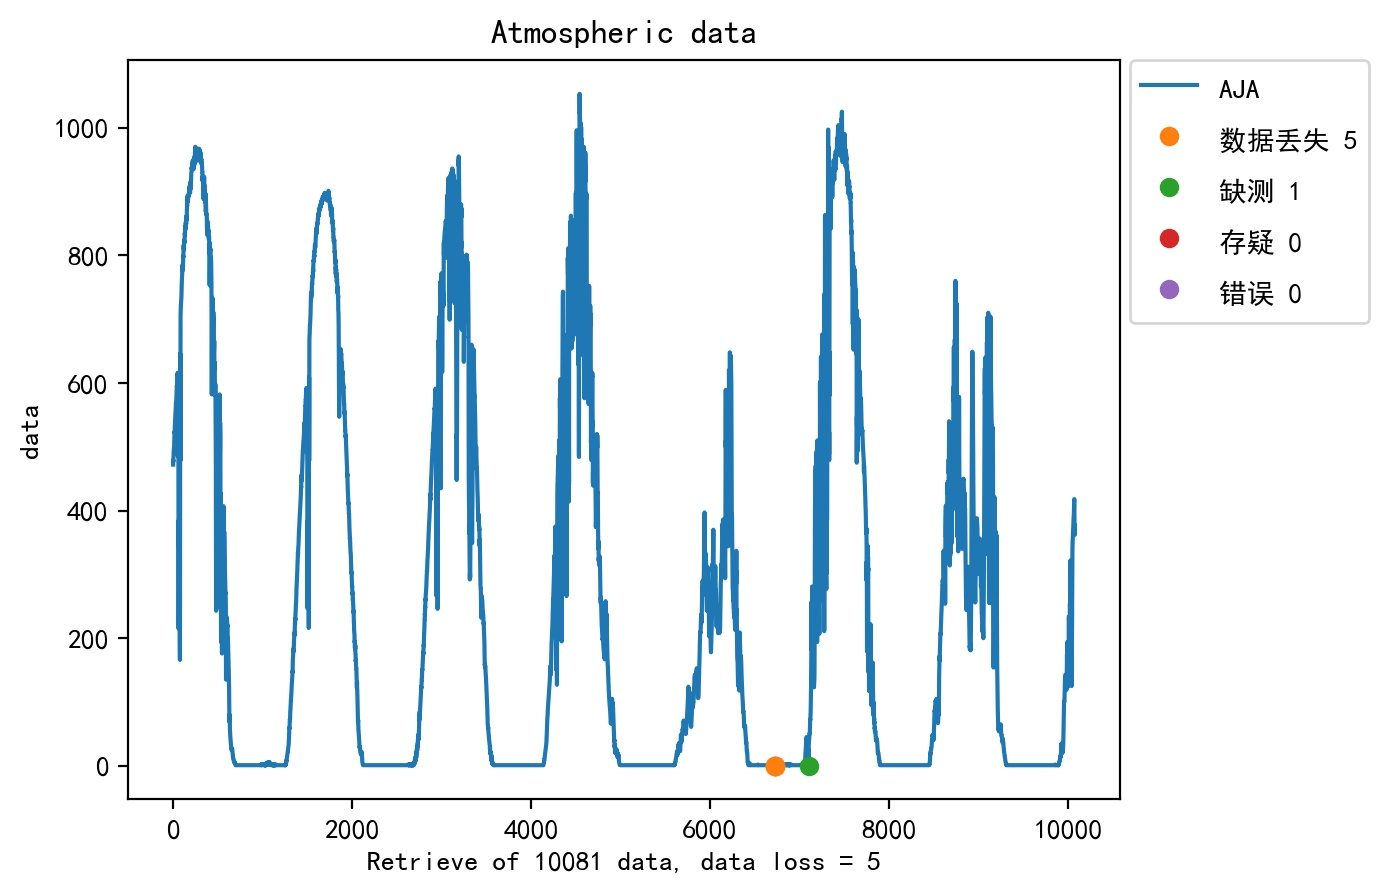 Atmospheric data
AJA
数据丢失 5
缺测 1
存疑 0
错误 0
data
1000
800
600
400
200
0
0 2000 4000 6000 8000 10000
Retrieve of 10081 data, data loss = 5